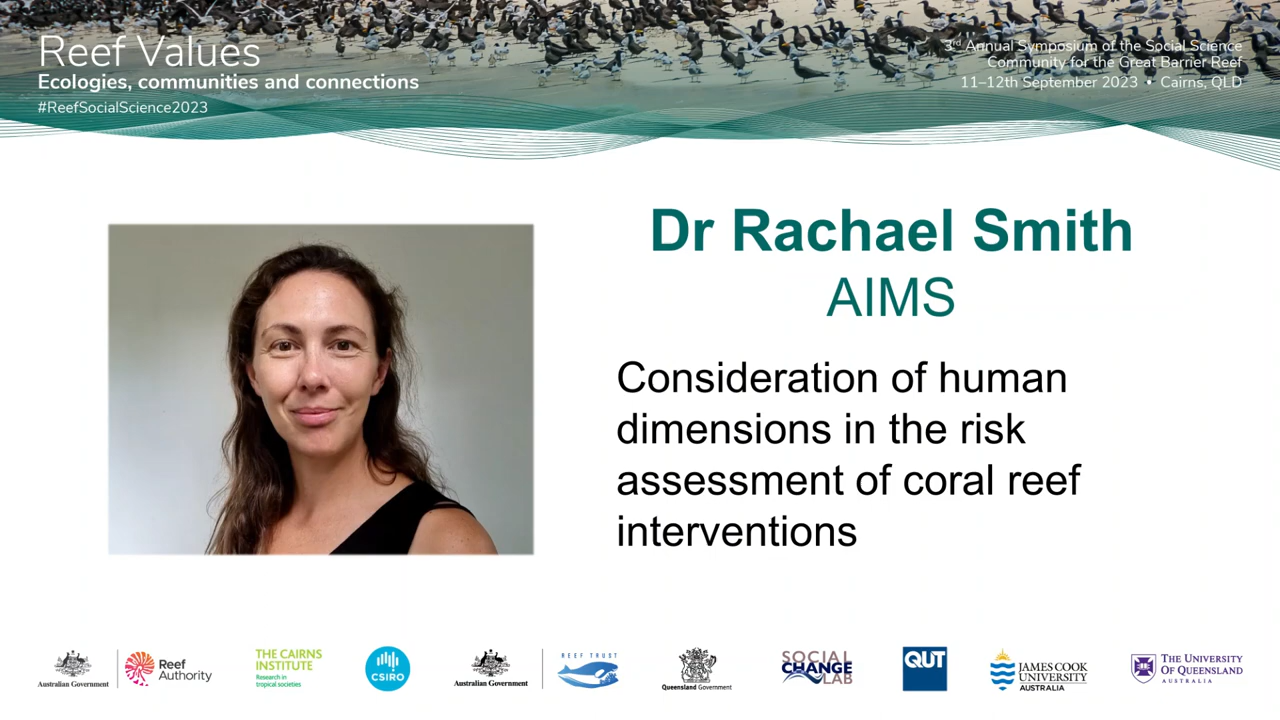 Reef Values
Ecologies, communities and connections
#ReefSocialScience2023
3rd Annual Symposium of the Social Science
Community for the Great Barrier Reef
11–12th September 2023 • Cairns, QLD
Dr Rachael Smith
AIMS
Consideration of human
dimensions in the risk
assessment of coral reef
interventions
Australian Government
Reef
Authority
THE CAIRNS
INSTITUTE
Research in
tropical societies
CSIRO
Australian Government
REEF TRUST
Queensland Government
SOCIAL
CHANGE
LAB
QUT
JAMES COOK
UNIVERSITY
AUSTRALIA
THE UNIVERSITY
OF QUEENSLAND
AUSTRALIA